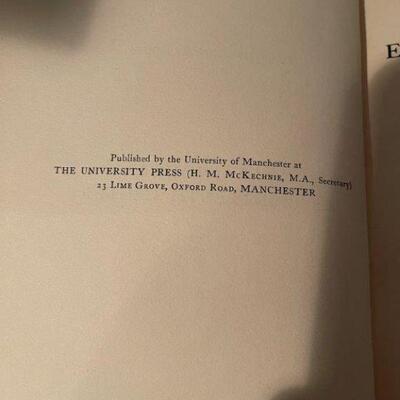 Published by the University of Manchester at
THE UNIVERSITY PRESS (H. M. MCKECHNIE, M.A., Secretary)
23 LIME GROVE, OXFORD ROAD, MANCHESTER
E